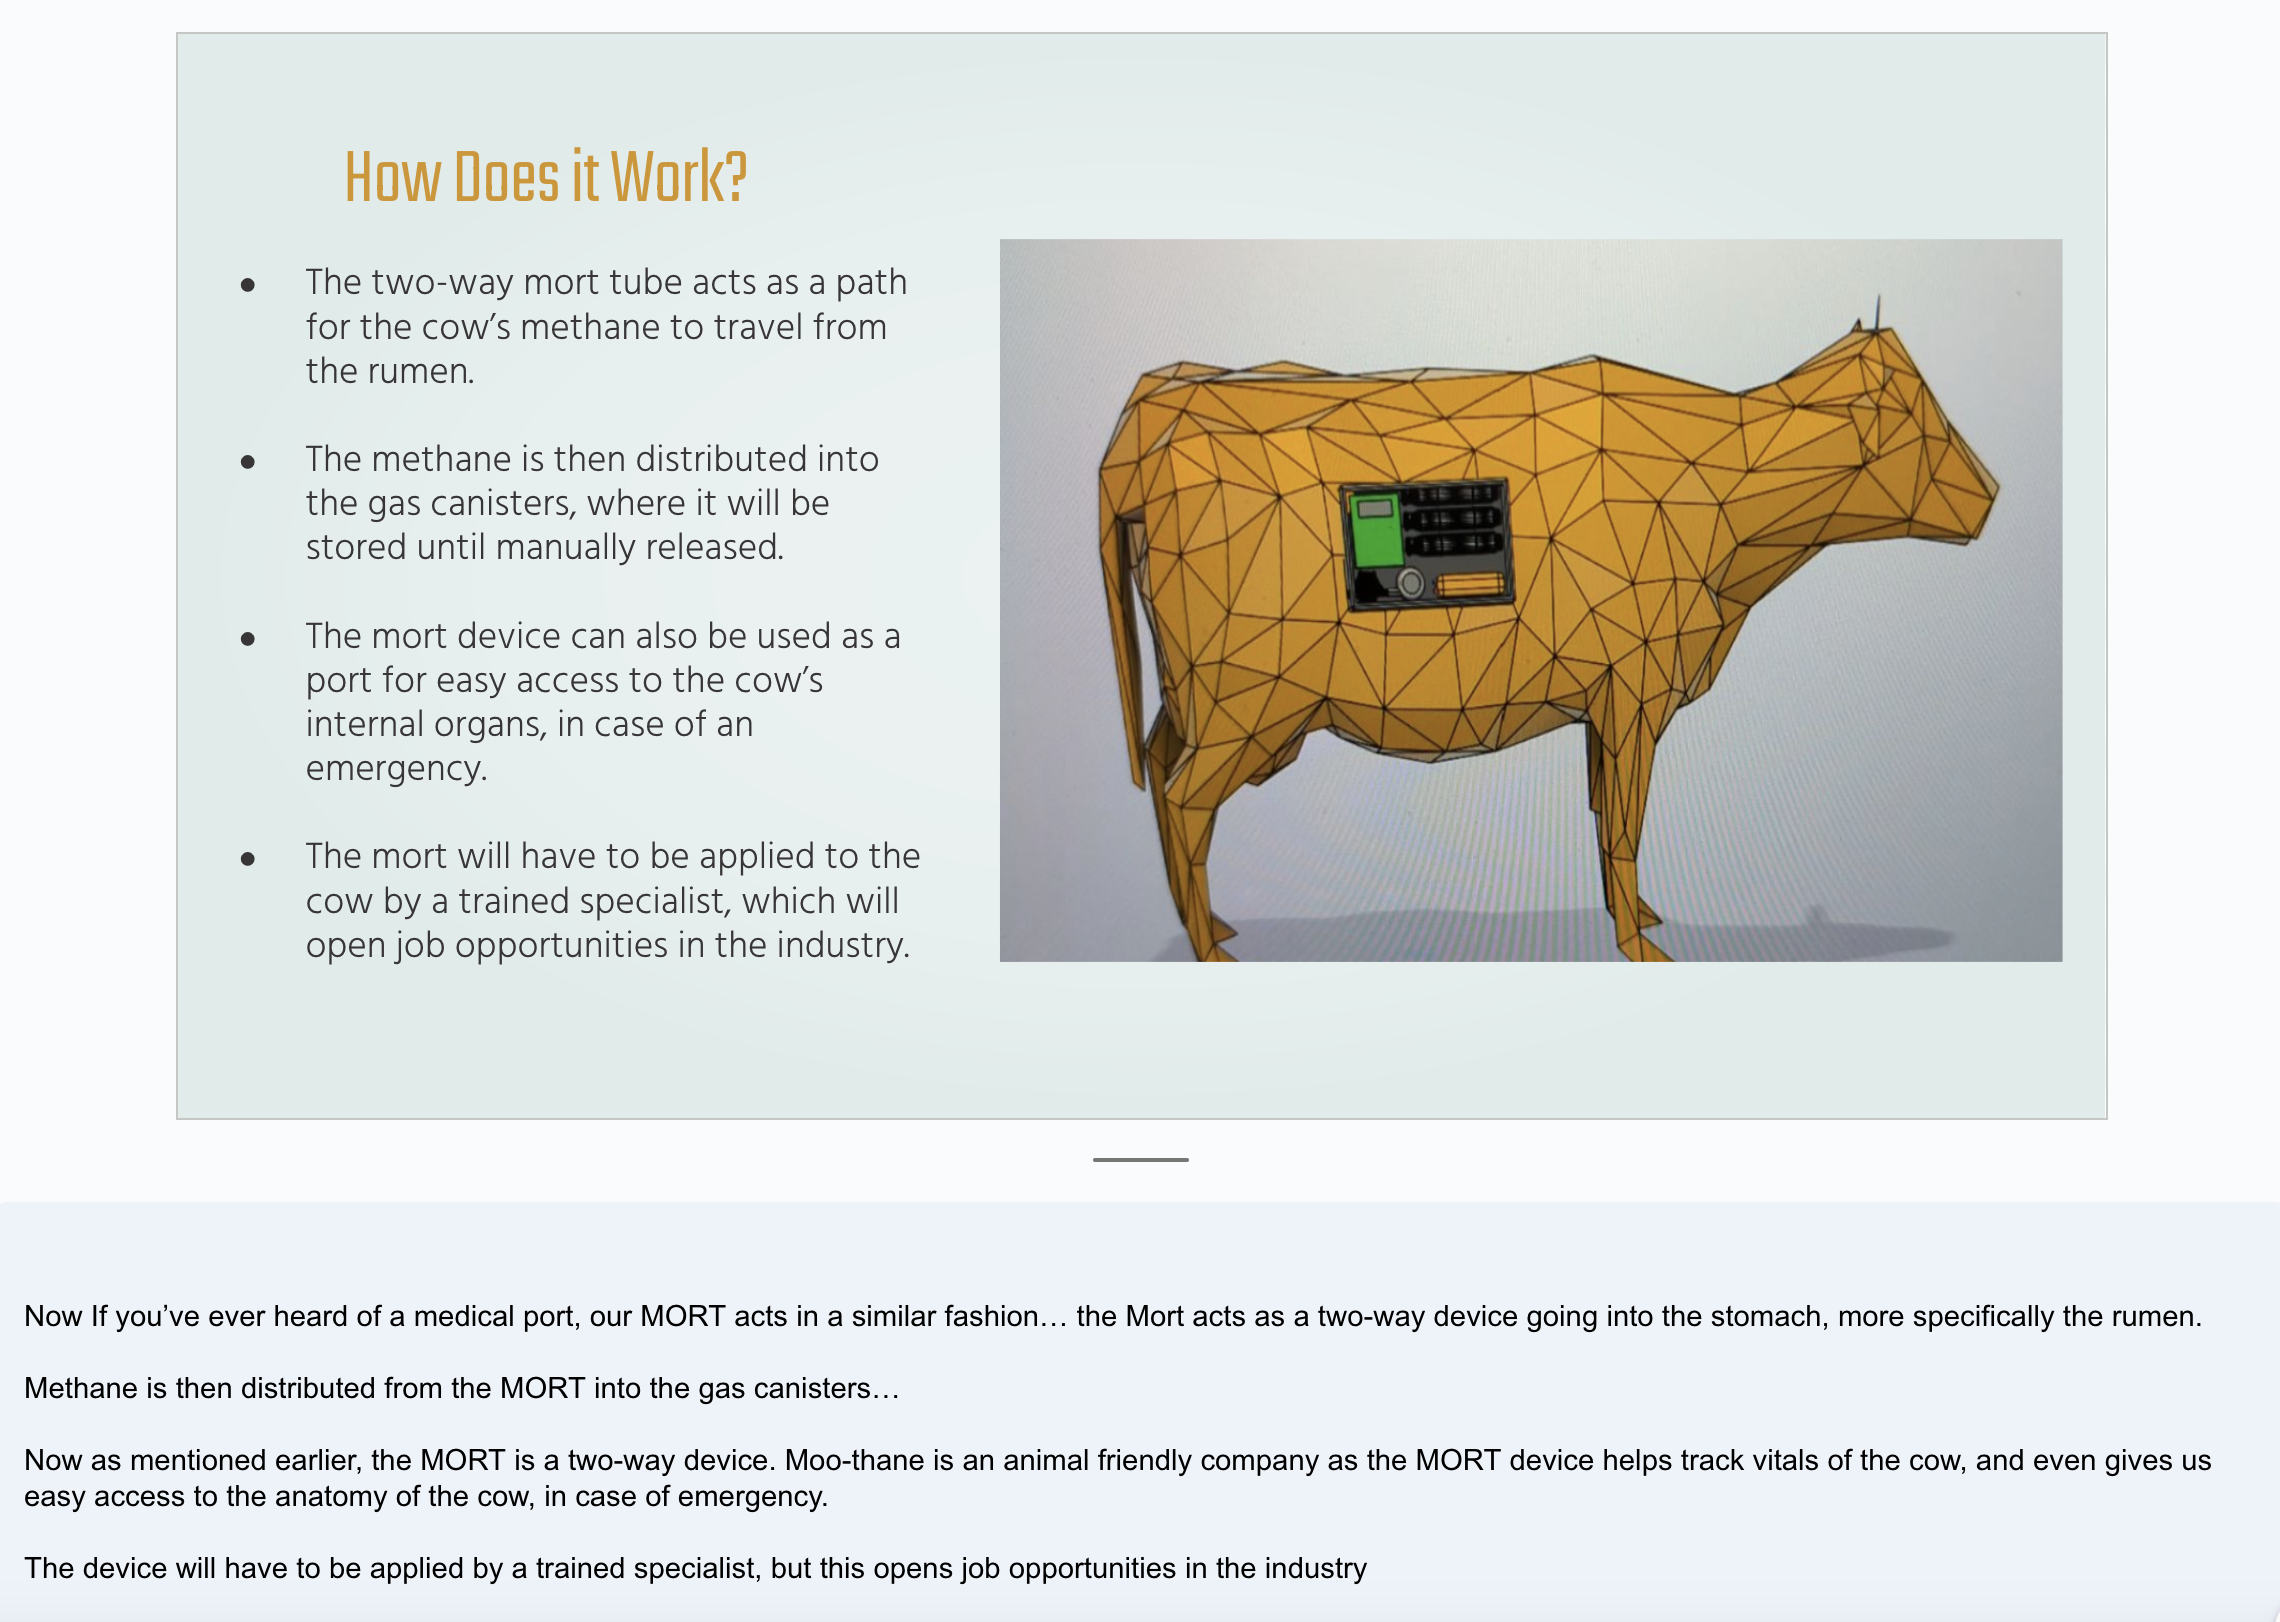 How Does it Work?
● The two-way mort tube acts as a path
for the cow’s methane to travel from
the rumen.
● The methane is then distributed into
the gas canisters, where it will be
stored until manually released.
● The mort device can also be used as a
port for easy access to the cow’s
internal organs, in case of an
emergency.
● The mort will have to be applied to the
cow by a trained specialist, which will
open job opportunities in the industry.
Now If you’ve ever heard of a medical port, our MORT acts in a similar fashion… the Mort acts as a two-way device going into the stomach, more specifically the rumen.
Methane is then distributed from the MORT into the gas canisters…
Now as mentioned earlier, the MORT is a two-way device. Moo-thane is an animal friendly company as the MORT device helps track vitals of the cow, and even gives us
easy access to the anatomy of the cow, in case of emergency.
The device will have to be applied by a trained specialist, but this opens job opportunities in the industry